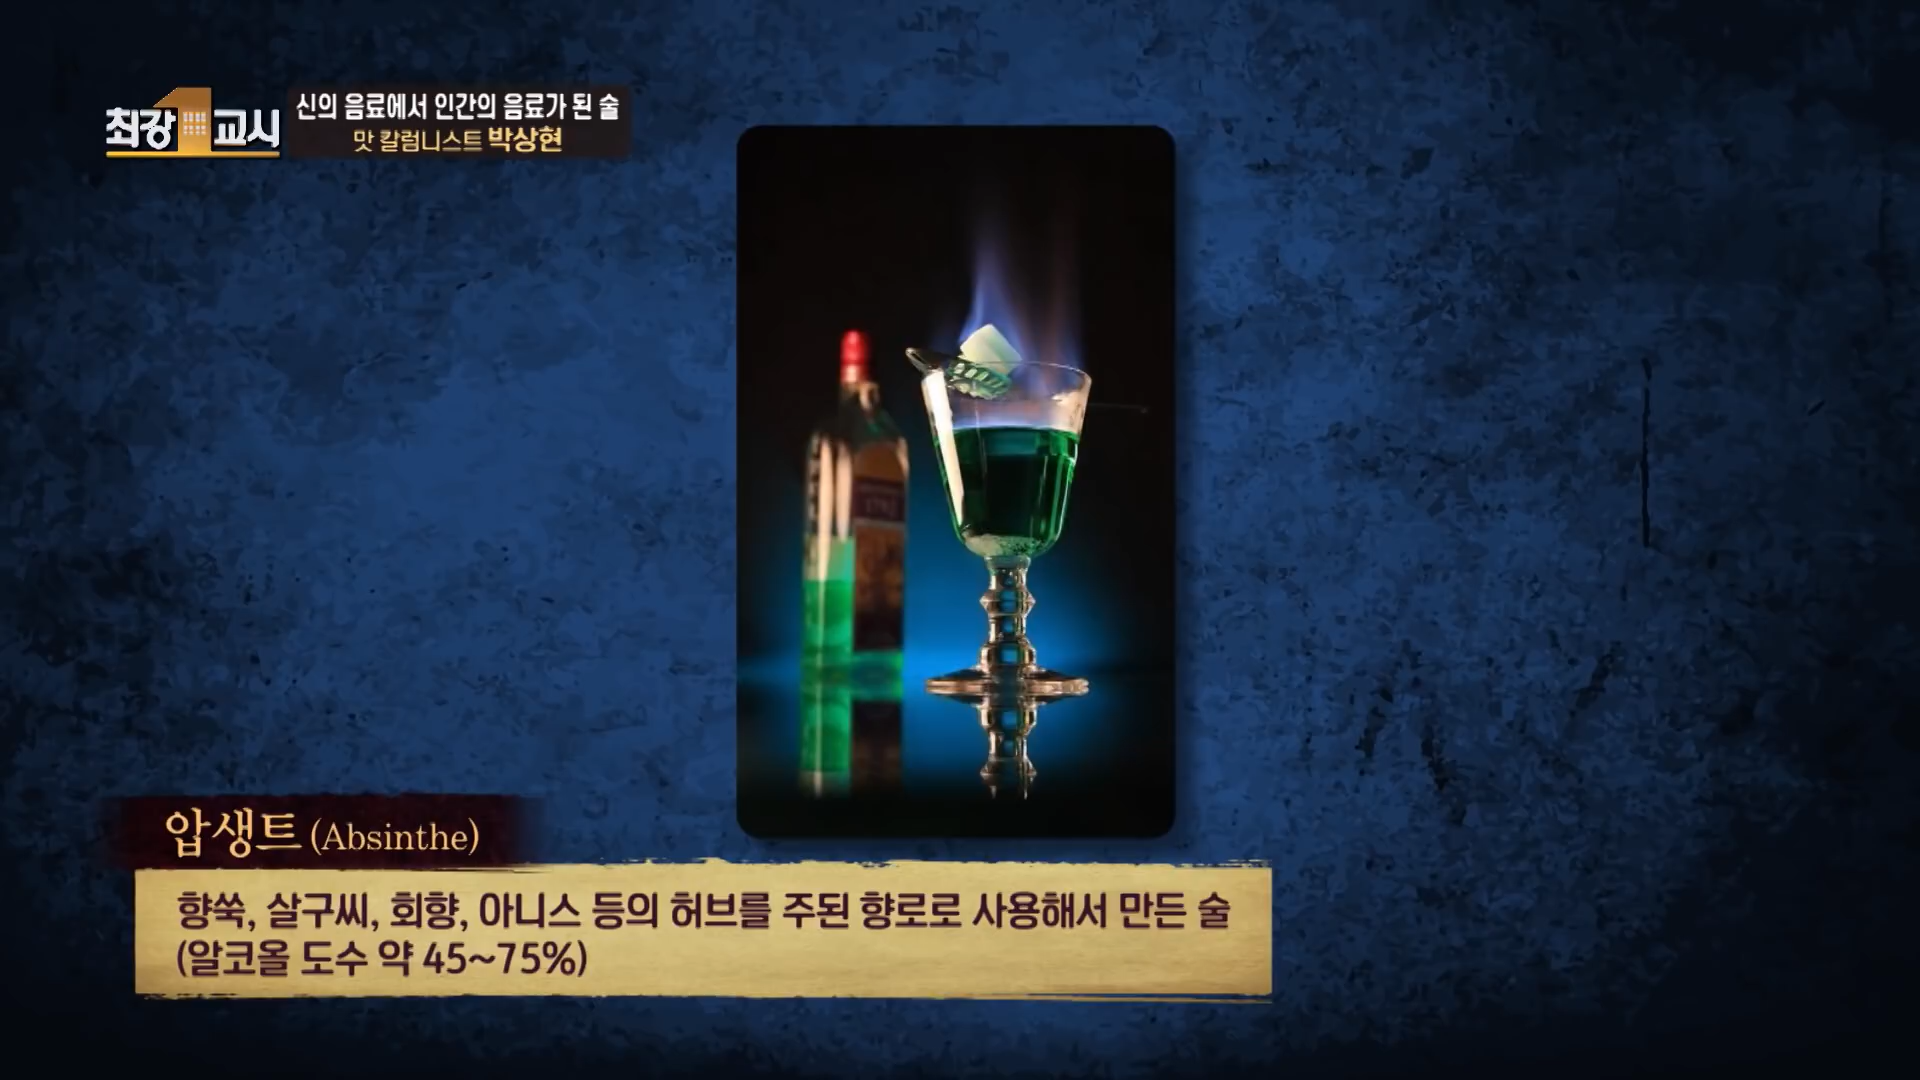 최강1교시
신의 음료에서 인간의 음료가 된 술
맛 칼럼니스트 박상현
압생트 (Absinthe)
향쑥, 살구씨, 회향, 아니스 등의 허브를 주된 향로로 사용해서 만든 술
(알코올 도수 약 45~75%)